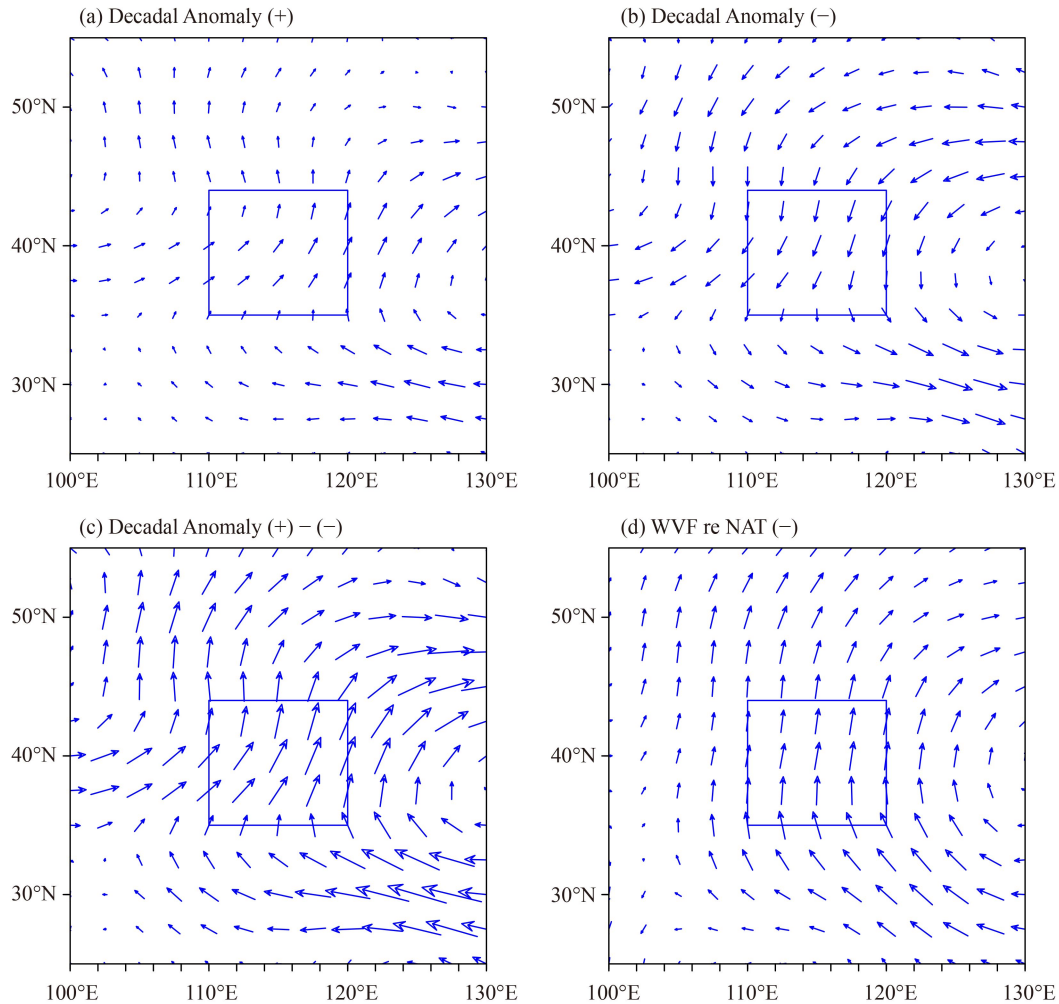 (a) Decadal Anomaly (+)
(b) Decadal Anomaly (−)
50°N
40°N
30°N
100°E
110°E
120°E
130°E
50°N
40°N
30°N
100°E
110°E
120°E
130°E
(c) Decadal Anomaly (+) − (−)
(d) WVF re NAT (−)
50°N
40°N
30°N
100°E
110°E
120°E
130°E
50°N
40°N
30°N
100°E
110°E
120°E
130°E